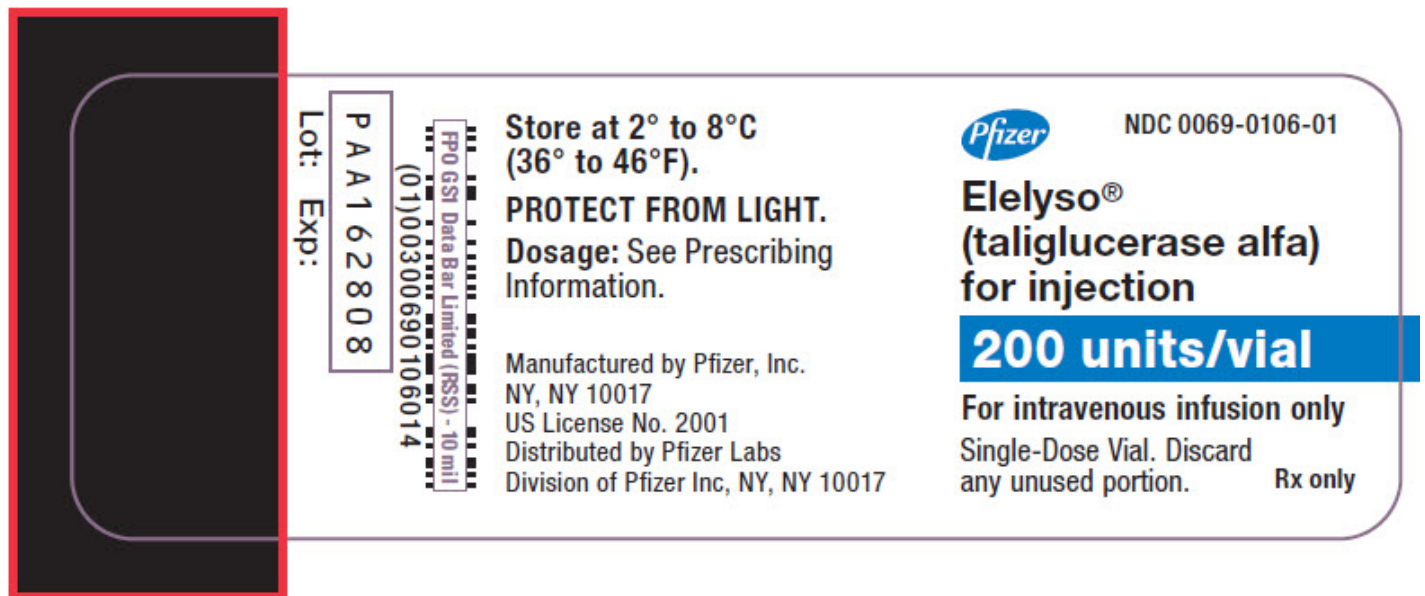 Lot: Exp:
PAA162808
(01)00300690106014
FPO GS1 Data Bar Limited (RSS) - 10 mil
Store at 2° to 8°C
(36° to 46°F).
PROTECT FROM LIGHT.
Dosage: See Prescribing
Information.
Manufactured by Pfizer, Inc.
NY, NY 10017
US License No. 2001
Distributed by Pfizer Labs
Division of Pfizer Inc, NY, NY 10017
Pfizer
NDC 0069-0106-01
Elelyso®
(taliglucerase alfa)
for injection
200 units/vial
For intravenous infusion only
Single-Dose Vial. Discard
any unused portion.
Rx only